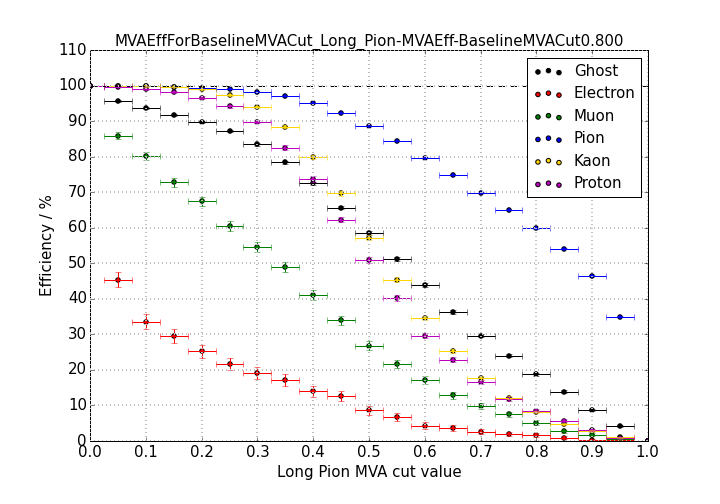 MVAEffForBaselineMVACut_Long_Pion-MVAEff-BaselineMVACut0.800
110
100
90
80
70
60
50
40
30
20
10
0
Efficiency / %
Ghost
Electron
Muon
Pion
Kaon
Proton
0.0 0.1 0.2 0.3 0.4 0.5 0.6 0.7 0.8 0.9 1.0
Long Pion MVA cut value